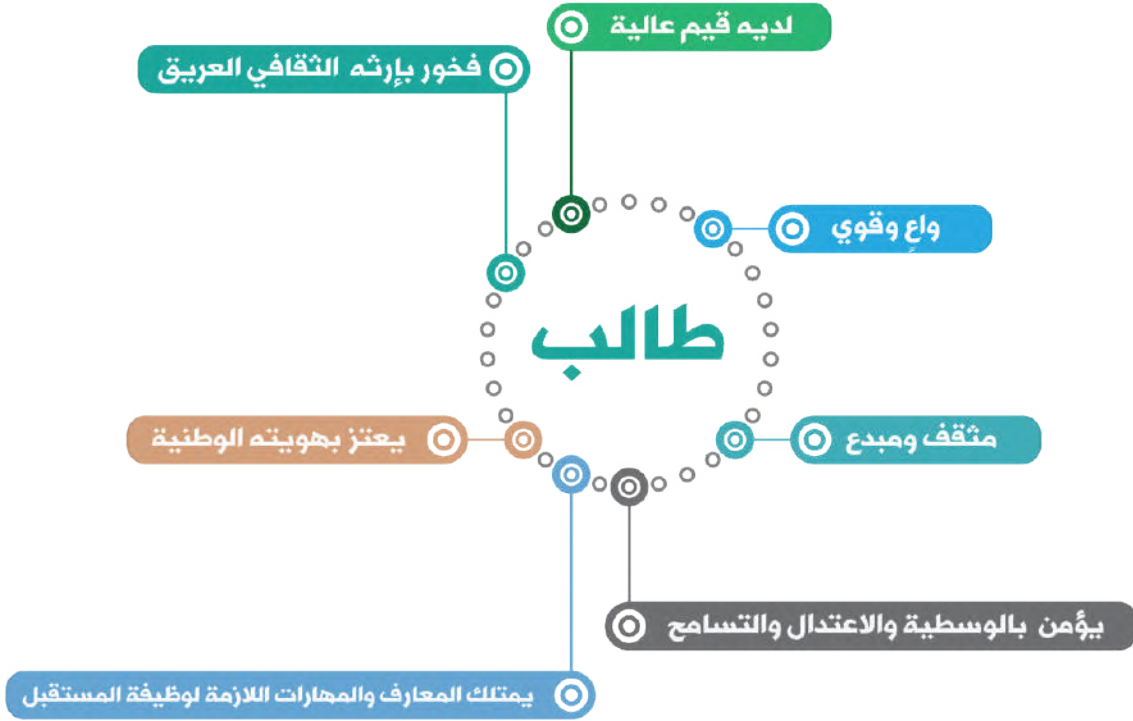 لديه قيم عالية
فخور بإرثه الثقافي العريق
واعٍ وقوي
طالب
مثقف ومبدع
يعتز بهويته الوطنية
يؤمن بالوسطية والاعتدال والتسامح
يمتلك المعارف والمهارات اللازمة لوظيفة المستقبل